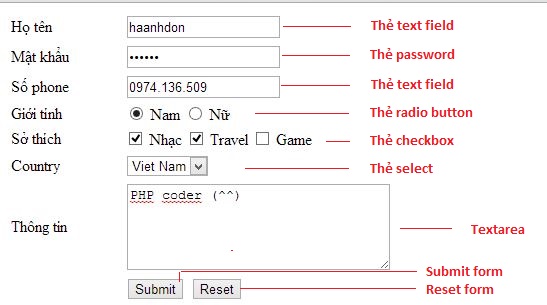 Họ tên haanhdon Thẻ text field
Mật khẩu •••••• Thẻ password
Số phone 0974.136.509 Thẻ text field
Giới tính Nam Nữ Thẻ radio button
Sở thích Nhạc Travel Game Thẻ checkbox
Country Viet Nam Thẻ select
PHP coder (^^)
Thông tin Textarea
Submit form
Submit Reset Reset form